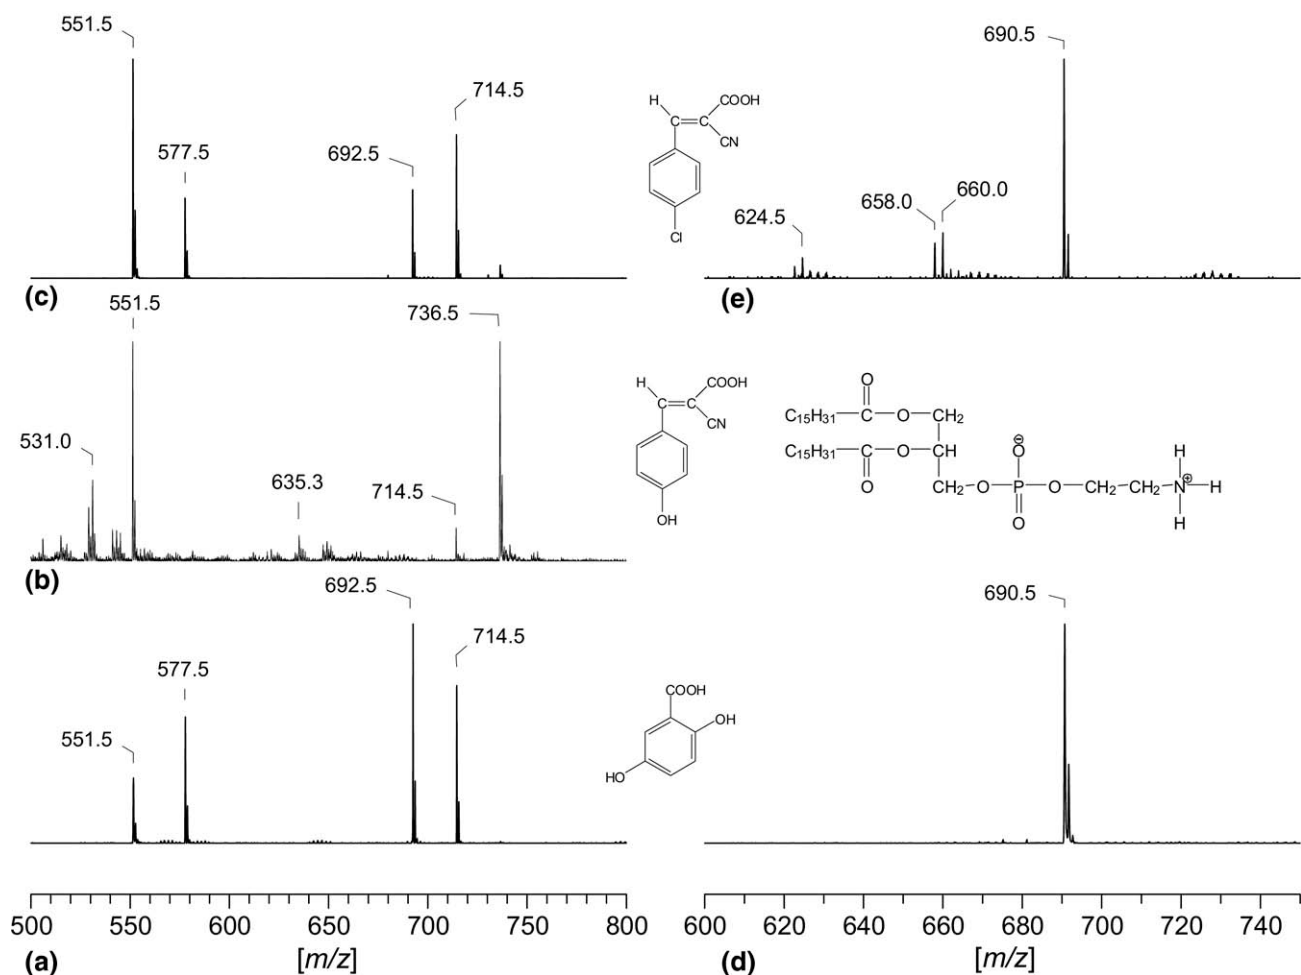 551.5
577.5
692.5
714.5
(c)
H
COOH
C
C
CN
Cl
690.5
624.5
658.0
660.0
(e)
551.5
736.5
531.0
635.3
714.5
(b)
H
COOH
C
C
CN
OH
O
C15H31
C
O
CH2
C15H31
C
O
CH
O
CH2
O
P
O⊖
O
O
CH2
CH2
N⊕
H
H
H
692.5
714.5
577.5
551.5
COOH
OH
HO
690.5
500 550 600 650 700 750 800
[m/z]
(a)
600 620 640 660 680 700 720 740
[m/z]
(d)